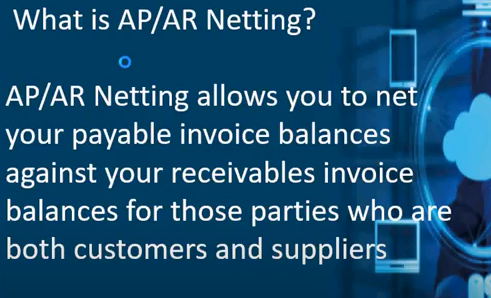 What is AP/AR Netting?
AP/AR Netting allows you to net
your payable invoice balances
against your receivables invoice
balances for those parties who are
both customers and suppliers